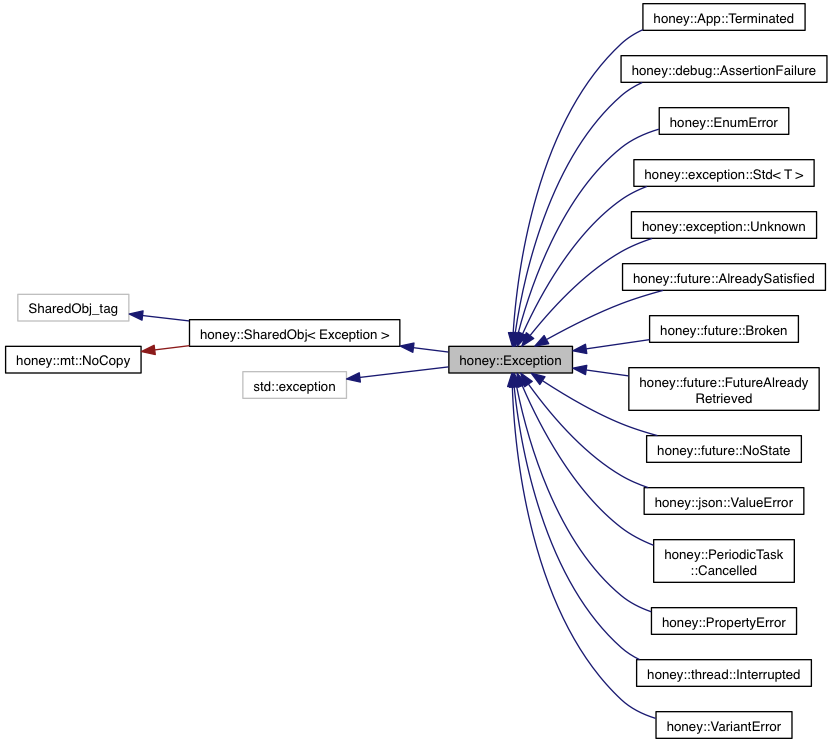 honey::App::Terminated
honey::debug::AssertionFailure
honey::EnumError
honey::exception::Std< T >
honey::exception::Unknown
honey::future::AlreadySatisfied
SharedObj_tag
honey::SharedObj< Exception >
honey::future::Broken
honey::mt::NoCopy
honey::Exception
std::exception
honey::future::FutureAlready
Retrieved
honey::future::NoState
honey::json::ValueError
honey::PeriodicTask
::Cancelled
honey::PropertyError
honey::thread::Interrupted
honey::VariantError